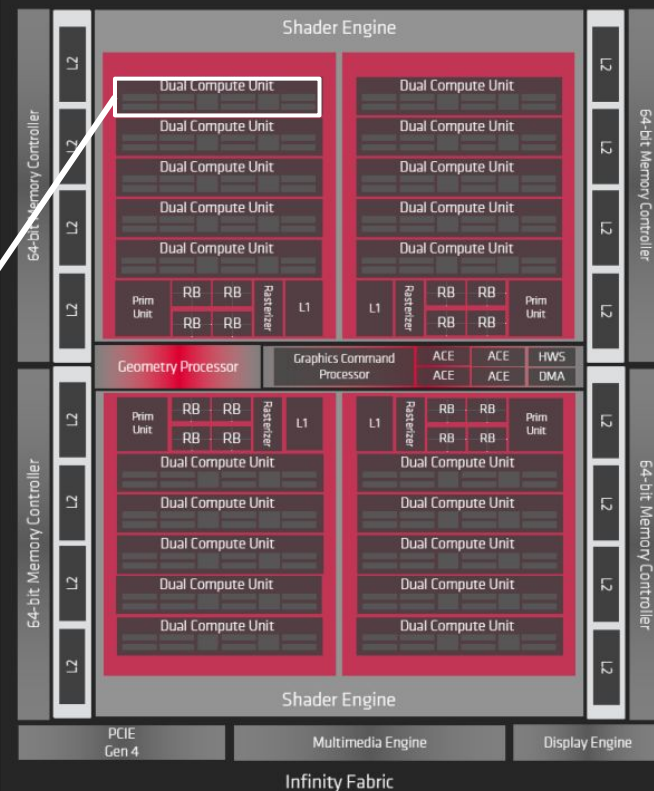 Shader Engine
64-bit Memory Controller
L2
L2
L2
L2
Dual Compute Unit
Dual Compute Unit
Dual Compute Unit
Dual Compute Unit
Dual Compute Unit
Prim Unit
RB RB
RB RB
Rasterizer
L1
Dual Compute Unit
Dual Compute Unit
Dual Compute Unit
Dual Compute Unit
Dual Compute Unit
L1
Rasterizer
RB RB
RB RB
Prim Unit
L2
L2
L2
L2
64-bit Memory Controller
Geometry Processor
Graphics Command
Processor
ACE ACE HWS
ACE ACE DMA
64-bit Memory Controller
L2
L2
L2
L2
Prim Unit
RB RB
RB RB
Rasterizer
L1
Dual Compute Unit
Dual Compute Unit
Dual Compute Unit
Dual Compute Unit
Dual Compute Unit
L1
Rasterizer
RB RB
RB RB
Prim Unit
Dual Compute Unit
Dual Compute Unit
Dual Compute Unit
Dual Compute Unit
Dual Compute Unit
L2
L2
L2
L2
64-bit Memory Controller
Shader Engine
PCIE
Gen 4
Multimedia Engine
Display Engine
Infinity Fabric